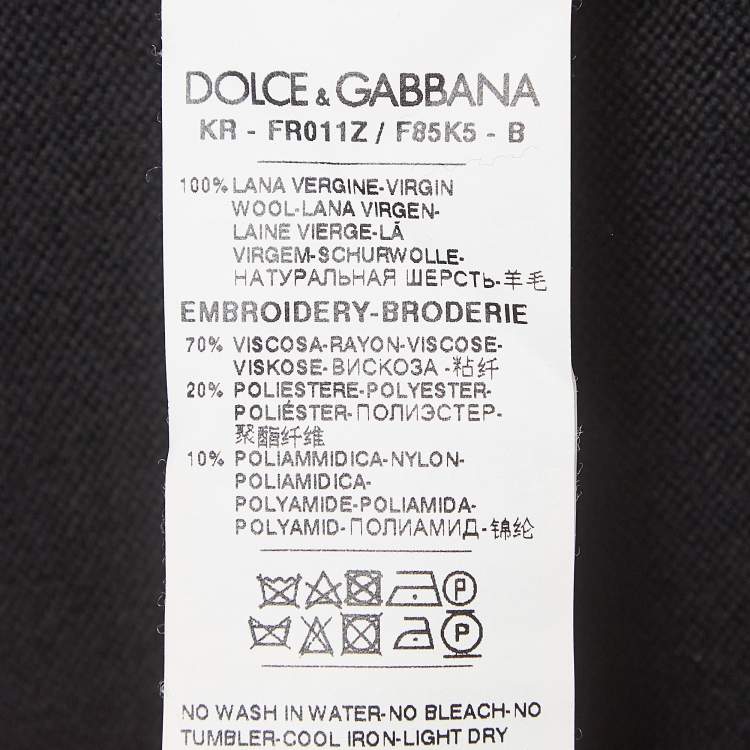 DOLCE & GABBANA
KR - FR011Z / F85K5 - B
100% LANA VERGINE-VIRGIN
WOOL-LANA VIRGEN-
LAINE VIERGE-LĂ
VIRGEM-SCHURWOLLE-
НАТУРАЛЬНАЯ ШЕРСТЬ-羊毛
EMBROIDERY-BRODERIE
70% VISCOSA-RAYON-VISCOSE-
VISKOSE-ВИСКОЗА -粘纤
20% POLIESTERE-POLYESTER-
POLIÉSTER-ПОЛИЭСТЕР-
聚酯纤维
10% POLIAMMIDICA-NYLON-
POLIAMIDICA-
POLYAMIDE-POLIAMIDA-
POLYAMID-ПОЛИАМИД-锦纶
P
P
NO WASH IN WATER-NO BLEACH-NO
TUMBLER-COOL IRON-LIGHT DRY